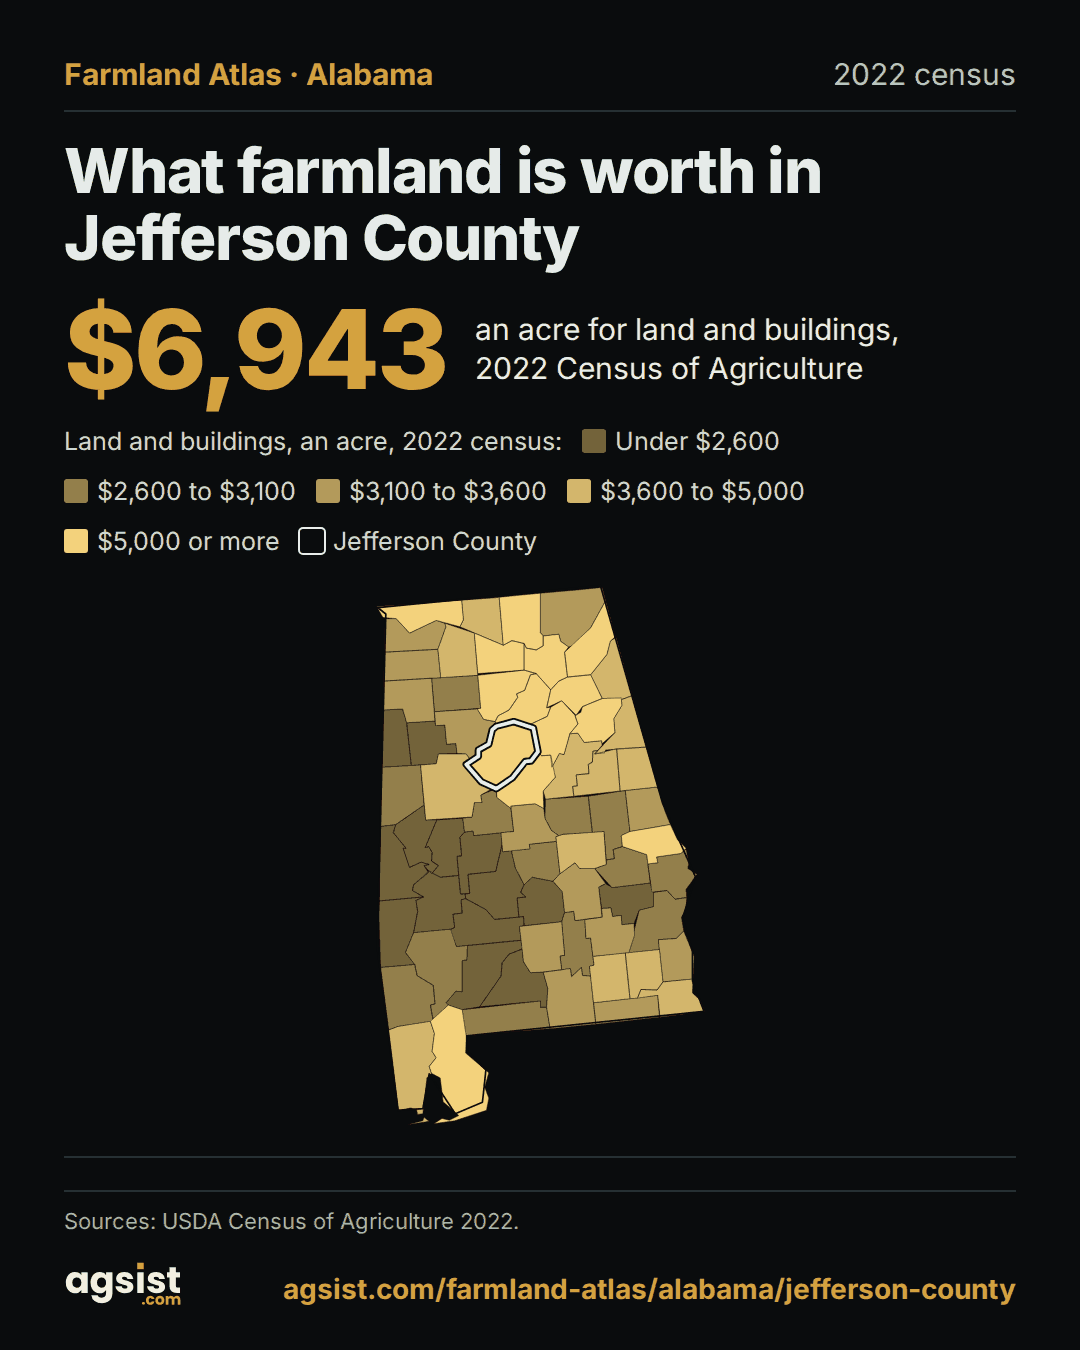 Farmland Atlas · Alabama
2022 census
What farmland is worth in
Jefferson County
$6,943
an acre for land and buildings,
2022 Census of Agriculture
Land and buildings, an acre, 2022 census: Under $2,600
$2,600 to $3,100 $3,100 to $3,600 $3,600 to $5,000
$5,000 or more Jefferson County
Sources: USDA Census of Agriculture 2022.
agsist
.com
agsist.com/farmland-atlas/alabama/jefferson-county